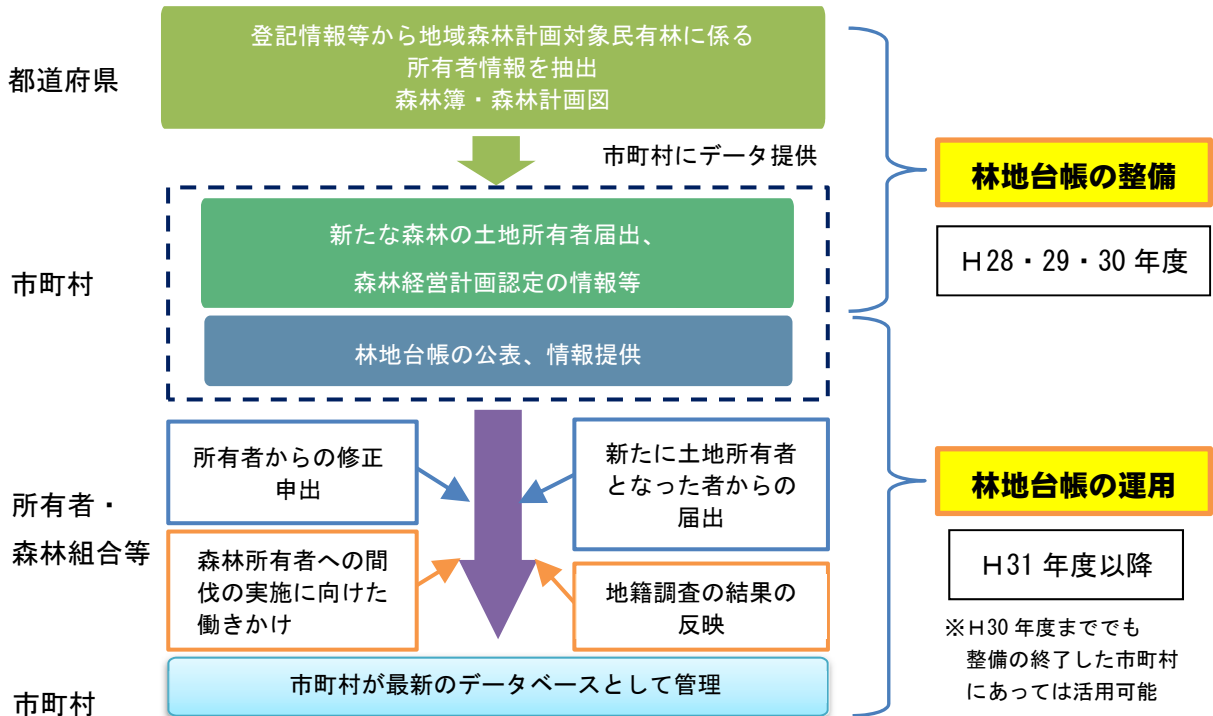 都道府県
登記情報等から地域森林計画対象民有林に係る
所有者情報を抽出
森林簿・森林計画図
市町村にデータ提供
林地台帳の整備
H28・29・30 年度
市町村
新たな森林の土地所有者届出、
森林経営計画認定の情報等
林地台帳の公表、情報提供
所有者・
森林組合等
所有者からの修正
申出
新たに土地所有者
となった者からの
届出
森林所有者への間
伐の実施に向けた
働きかけ
地籍調査の結果の
反映
林地台帳の運用
H31 年度以降
※H30 年度まででも
整備の終了した市町村
にあっては活用可能
市町村
市町村が最新のデータベースとして管理